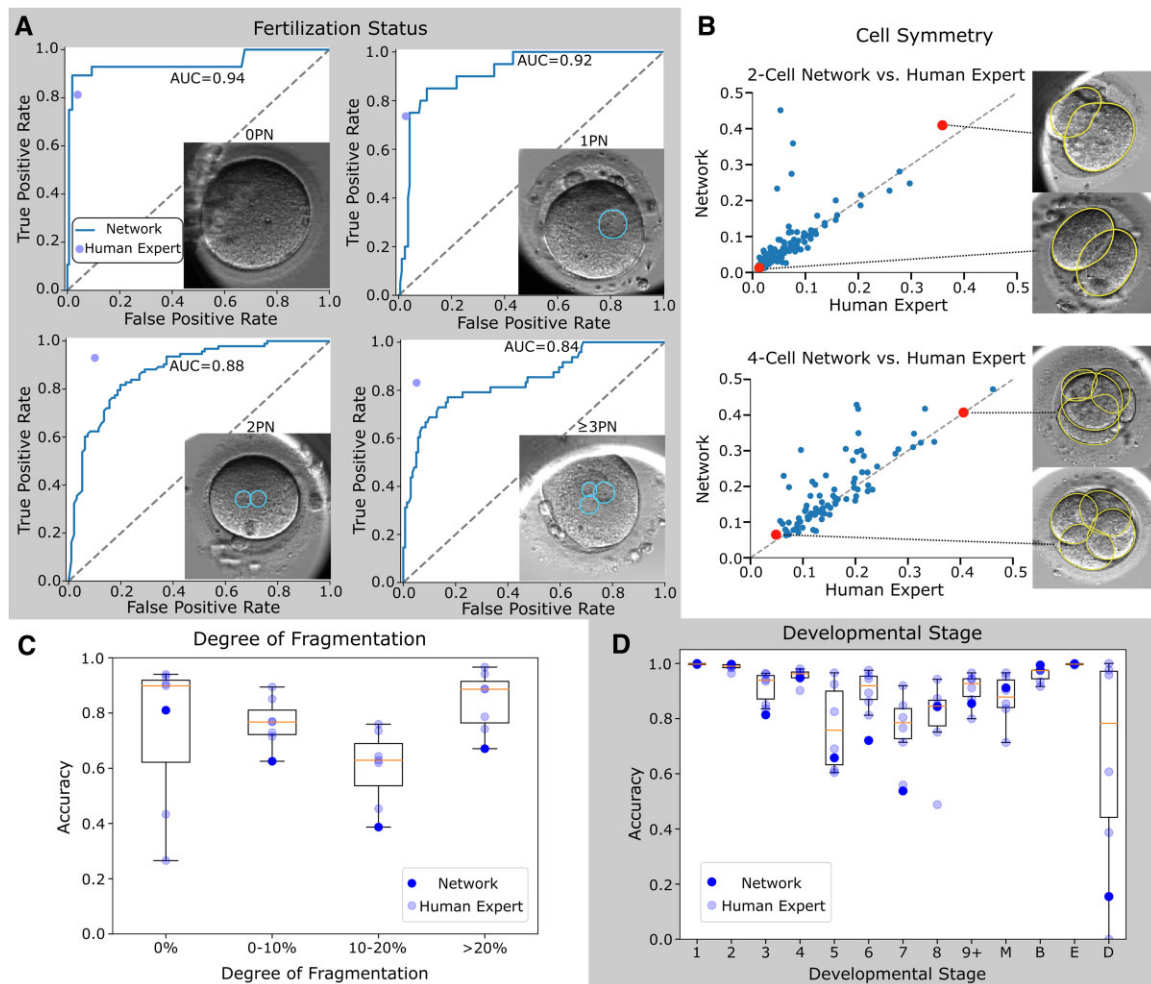 A
Fertilization Status
1.0
0.8
0.6
0.4
0.2
0.0
True Positive Rate
AUC=0.94
0PN
Network
Human Expert
0.0 0.2 0.4 0.6 0.8 1.0
False Positive Rate
1.0
0.8
0.6
0.4
0.2
0.0
True Positive Rate
AUC=0.92
1PN
0.0 0.2 0.4 0.6 0.8 1.0
False Positive Rate
1.0
0.8
0.6
0.4
0.2
0.0
True Positive Rate
AUC=0.88
2PN
0.0 0.2 0.4 0.6 0.8 1.0
False Positive Rate
1.0
0.8
0.6
0.4
0.2
0.0
True Positive Rate
AUC=0.84
≥3PN
0.0 0.2 0.4 0.6 0.8 1.0
False Positive Rate
B
Cell Symmetry
2-Cell Network vs. Human Expert
0.5
0.4
0.3
0.2
0.1
0.0
Network
0.0 0.1 0.2 0.3 0.4 0.5
Human Expert
4-Cell Network vs. Human Expert
0.5
0.4
0.3
0.2
0.1
0.0
Network
0.0 0.1 0.2 0.3 0.4 0.5
Human Expert
C
Degree of Fragmentation
1.0
0.8
0.6
0.4
0.2
0.0
Accuracy
Network
Human Expert
0% 0-10% 10-20% >20%
Degree of Fragmentation
D
Developmental Stage
1.0
0.8
0.6
0.4
0.2
0.0
Accuracy
Network
Human Expert
1 2 3 4 5 6 7 8 9+ M B E D
Developmental Stage